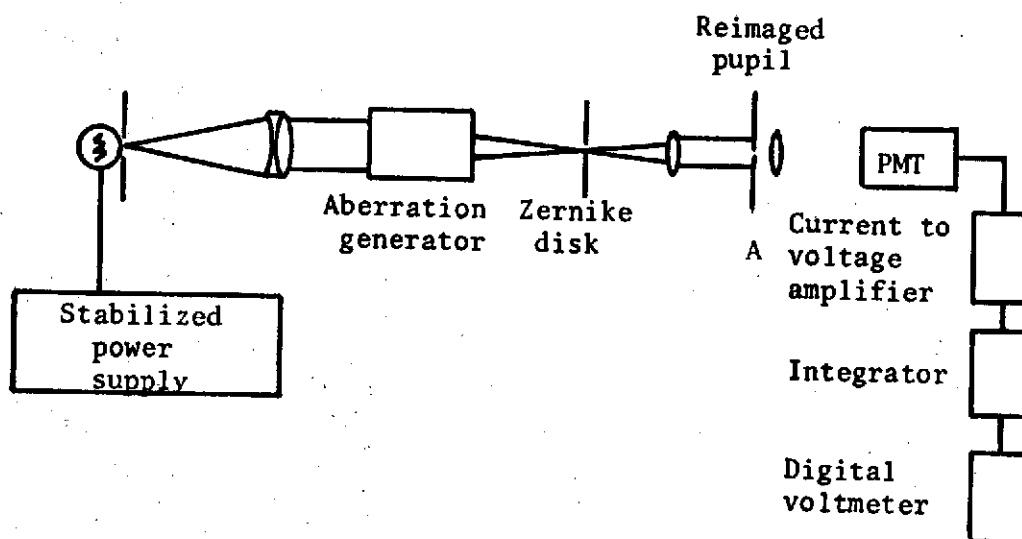 Reimaged
pupil
PMT
Aberration
generator
Zernike
disk
A
Current to
voltage
amplifier
Stabilized
power
supply
Integrator
Digital
voltmeter